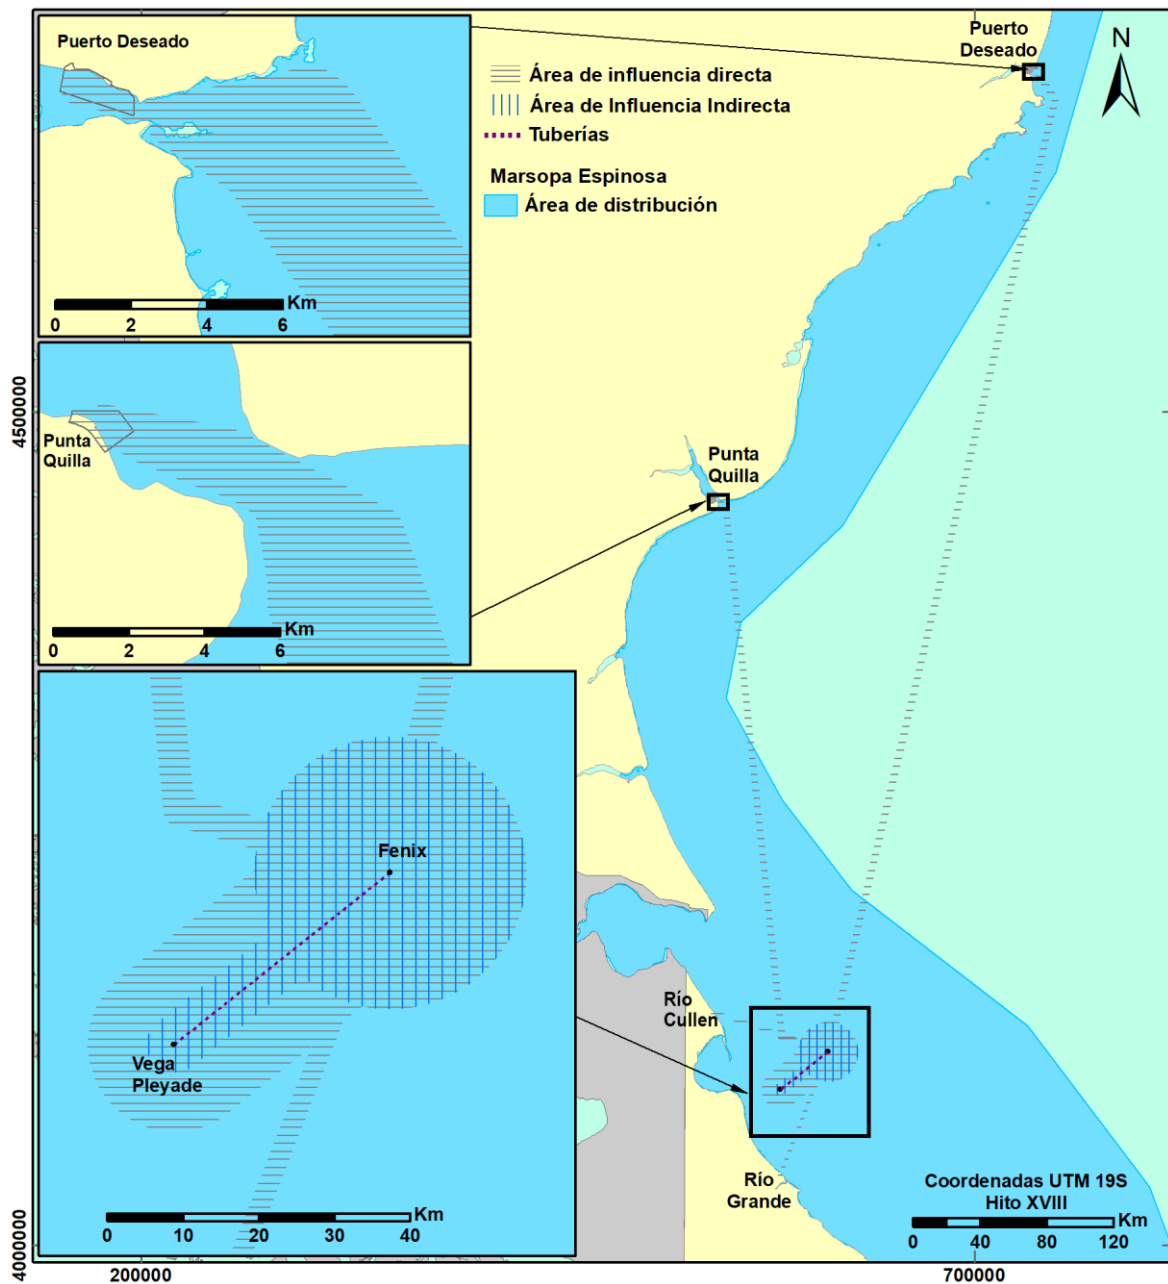 Puerto Deseado
Km
0 2 4 6
Área de influencia directa
Área de Influencia Indirecta
Tuberías
Marsopa Espinosa
Área de distribución
Puerto
Deseado
N
Punta
Quilla
Km
0 2 4 6
Punta
Quilla
Fenix
Vega
Pleyade
Km
0 10 20 30 40
Río
Cullen
Río
Grande
Coordenadas UTM 19S
Hito XVIII
Km
0 20 40 80 120
4500000
4000000
200000
700000